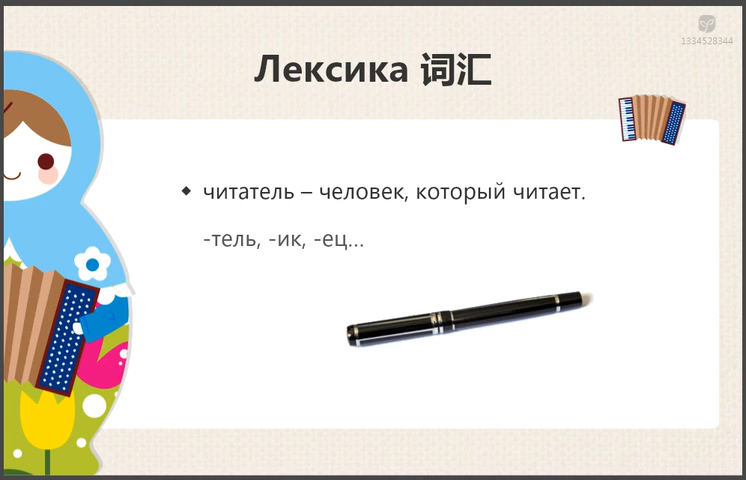 1334528344
Лексика 词汇
читатель – человек, который читает.
-тель, -ик, -ец...